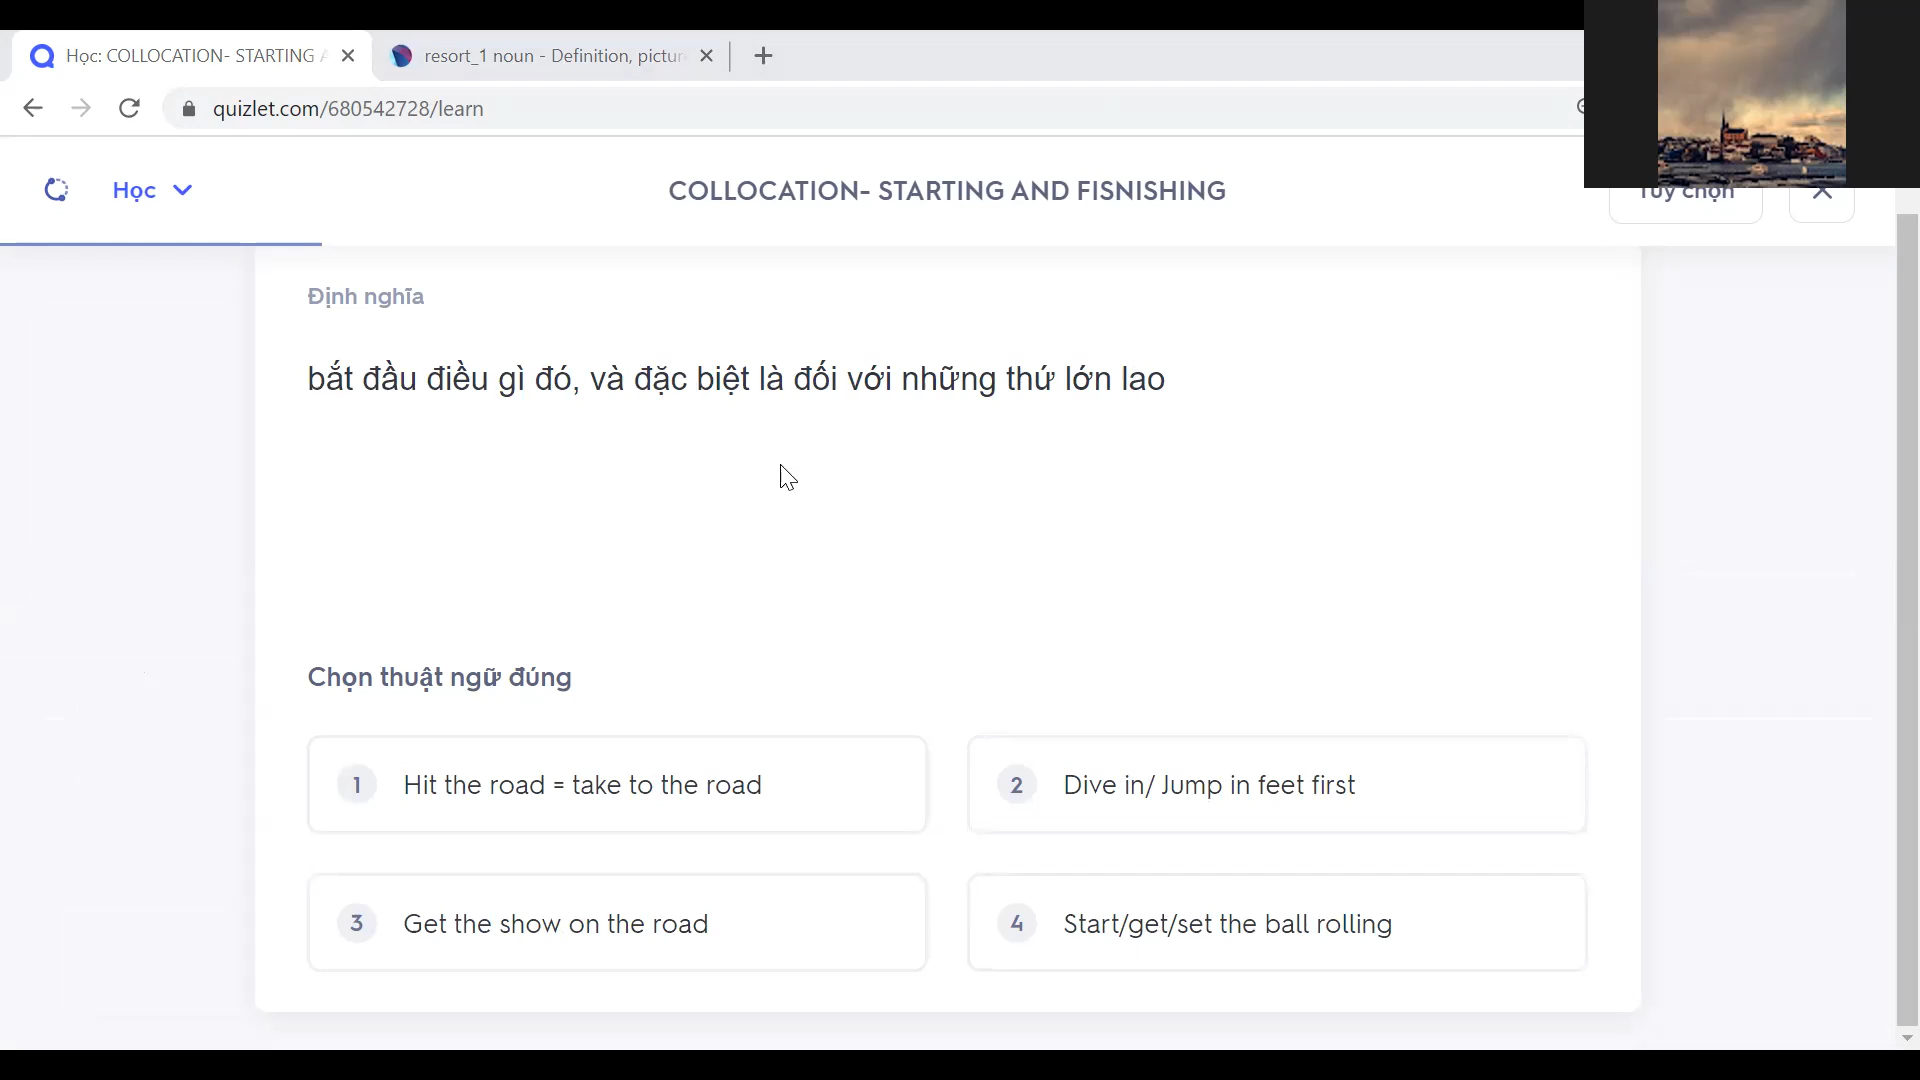 Học: COLLOCATION- STARTING A
resort_1 noun - Definition, pictur
quizlet.com/680542728/learn
Học
COLLOCATION- STARTING AND FISNISHING
Tùy chọn
Định nghĩa
bắt đầu điều gì đó, và đặc biệt là đối với những thứ lớn lao
Chọn thuật ngữ đúng
1 Hit the road = take to the road
2 Dive in/ Jump in feet first
3 Get the show on the road
4 Start/get/set the ball rolling